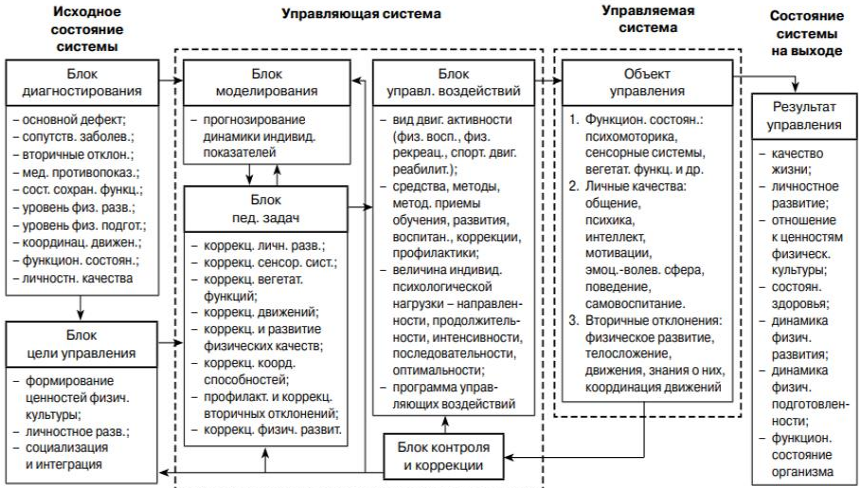 Исходное
состояние
системы
Управляющая система
Управляемая
система
Состояние
системы
на выходе
Блок
диагностирования
– основной дефект;
– сопутств. заболев.;
– вторичные отклон.;
– мед. противопоказ.;
– сост. сохран. функц.;
– уровень физ. разв.;
– уровень физ. подгот.;
– координац. движен.;
– функцион. состоян.;
– личностн. качества
Блок
цели управления
– формирование
ценностей физич.
культуры;
– личностное разв.;
– социализация
и интеграция
Блок
моделирования
– прогнозирование
динамики индивид.
показателей
Блок
пед. задач
– коррекц. личн. разв.;
– коррекц. сенсор. сист.;
– коррекц. вегетат.
функций;
– коррекц. движений;
– коррекц. и развитие
физических качеств;
– коррекц. коорд.
способностей;
– профилакт. и коррекц.
вторичных отклонений;
– коррекц. физич. развит.
Блок
управл. воздействий
– вид двиг. активности
(физ. восп., физ.
рекреац., спорт. двиг.
реабилит.);
– средства, методы,
метод. приемы
обучения, развития,
воспитан., коррекции,
профилактики;
– величина индивид.
психологической
нагрузки – направлен-
ности, продолжитель-
ности, интенсивности,
последовательности,
оптимальности;
– программа управ-
ляющих воздействий
Блок контроля
и коррекции
Объект
управления
1. Функцион. состоян.:
психомоторика,
сенсорные системы,
вегетат. функц. и др.
2. Личные качества:
общение,
психика,
интеллект,
мотивации,
эмоц.-волев. сфера,
поведение,
самовоспитание.
3. Вторичные отклонения:
физическое развитие,
телосложение,
движения, знания о них,
координация движений
Результат
управления
– качество
жизни;
– личностное
развитие;
– отношение
к ценностям
физическ.
культуры;
– состоян.
здоровья;
– динамика
физич.
развития;
– динамика
физич.
подготовлен-
ности;
– функцион.
состояние
организма